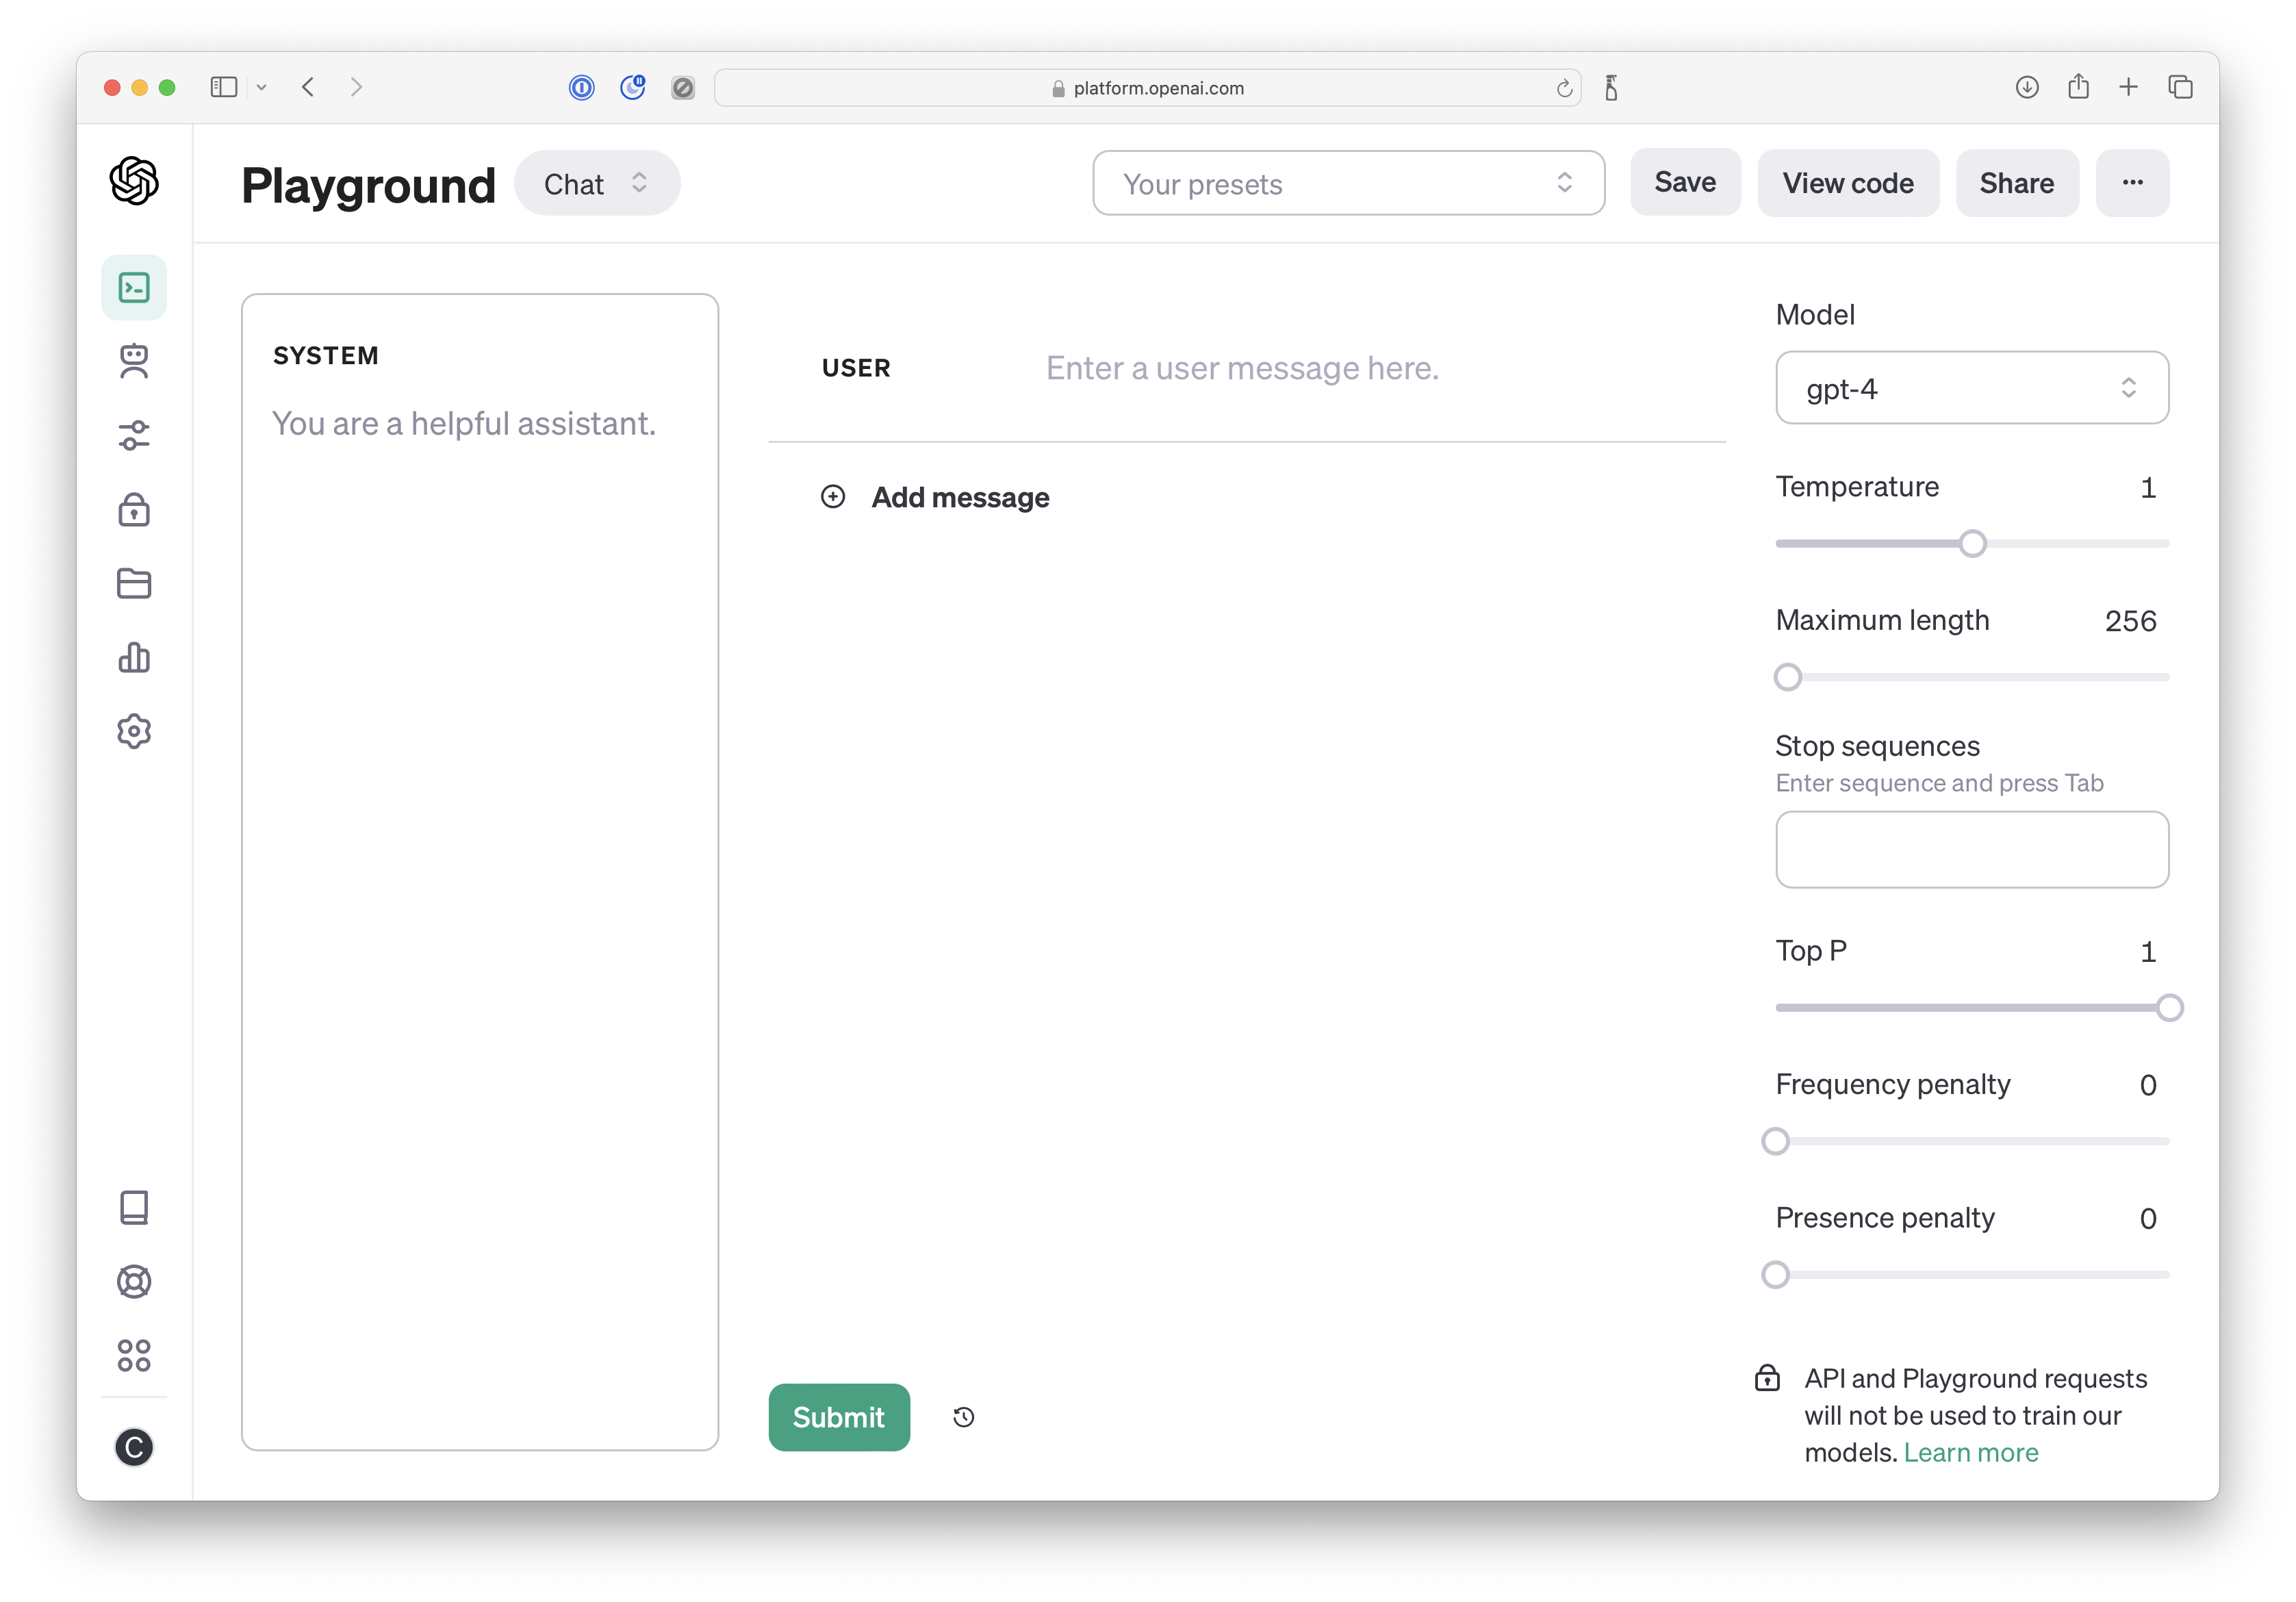 platform.openai.com
Playground
Chat
Your presets
Save
View code
Share
SYSTEM
You are a helpful assistant.
USER
Enter a user message here.
Add message
Submit
Model
gpt-4
Temperature 1
Maximum length 256
Stop sequences
Enter sequence and press Tab
Top P 1
Frequency penalty 0
Presence penalty 0
API and Playground requests
will not be used to train our
models. Learn more
C